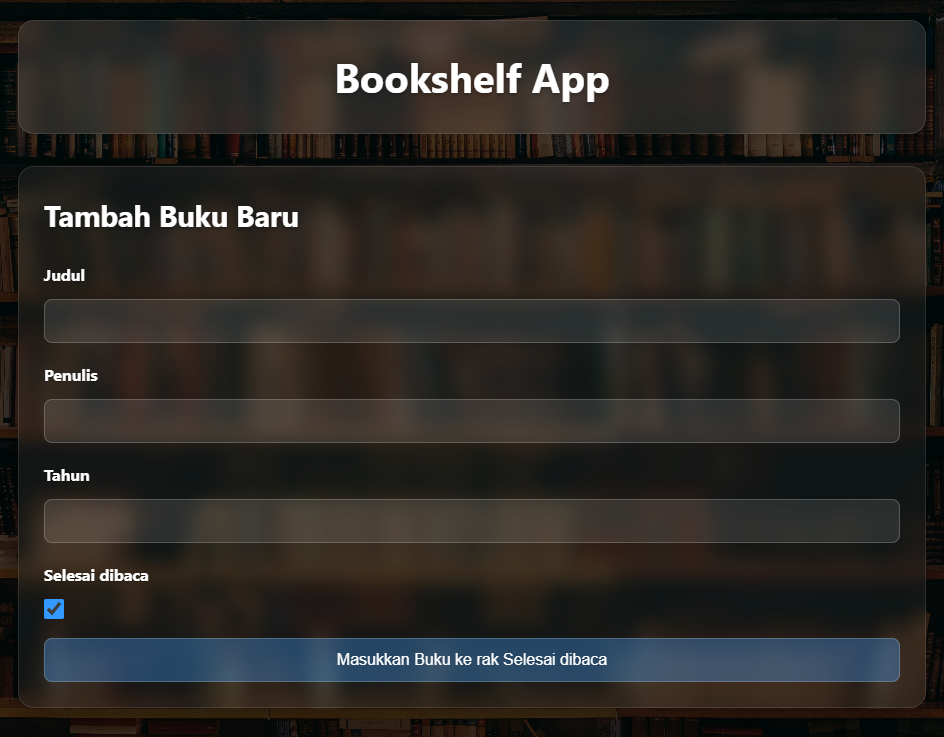 Bookshelf App
Tambah Buku Baru
Judul
Penulis
Tahun
Selesai dibaca
Masukkan Buku ke rak Selesai dibaca